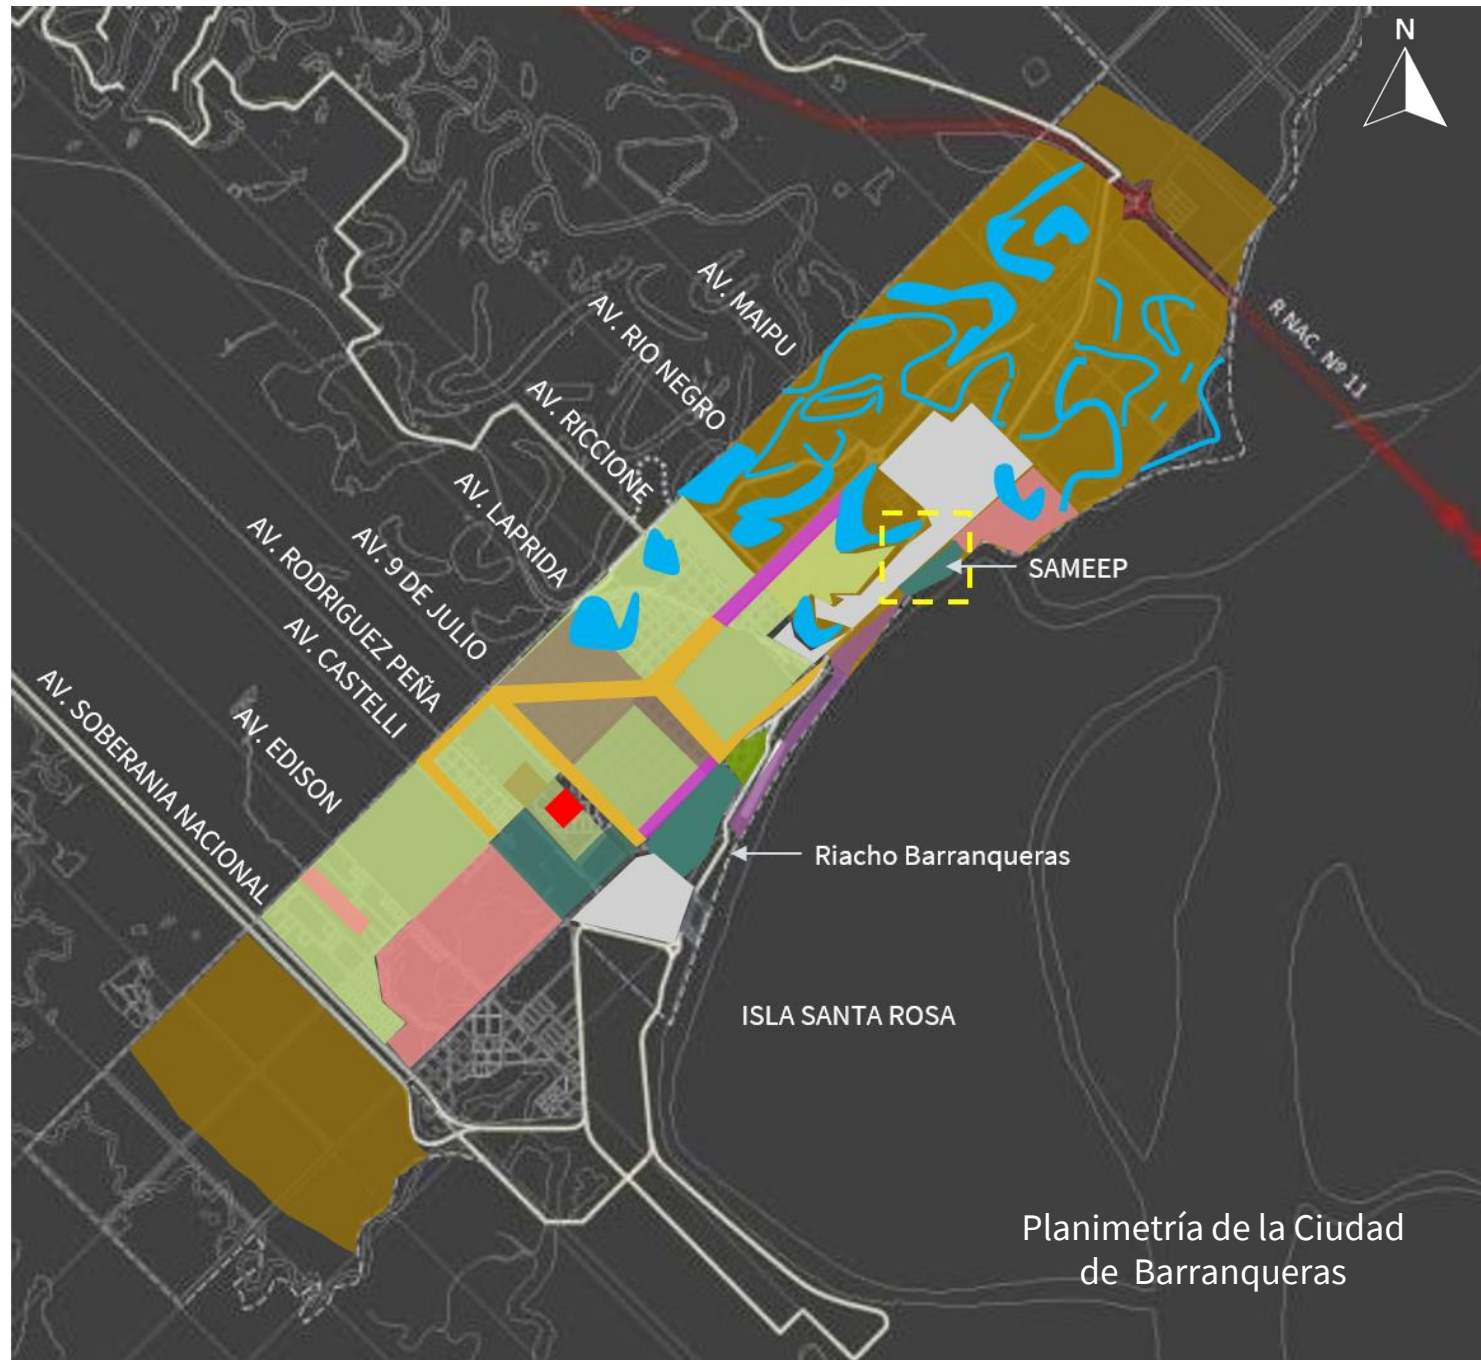 N
R NAC. Nº 11
AV. MAIPU
AV. RIO NEGRO
AV. RICCIONE
AV. LAPRIDA
AV. 9 DE JULIO
AV. RODRIGUEZ PEÑA
AV. CASTELLI
AV. EDISON
AV. SOBERANIA NACIONAL
SAMEEP
Riacho Barranqueras
ISLA SANTA ROSA
Planimetría de la Ciudad
de Barranqueras